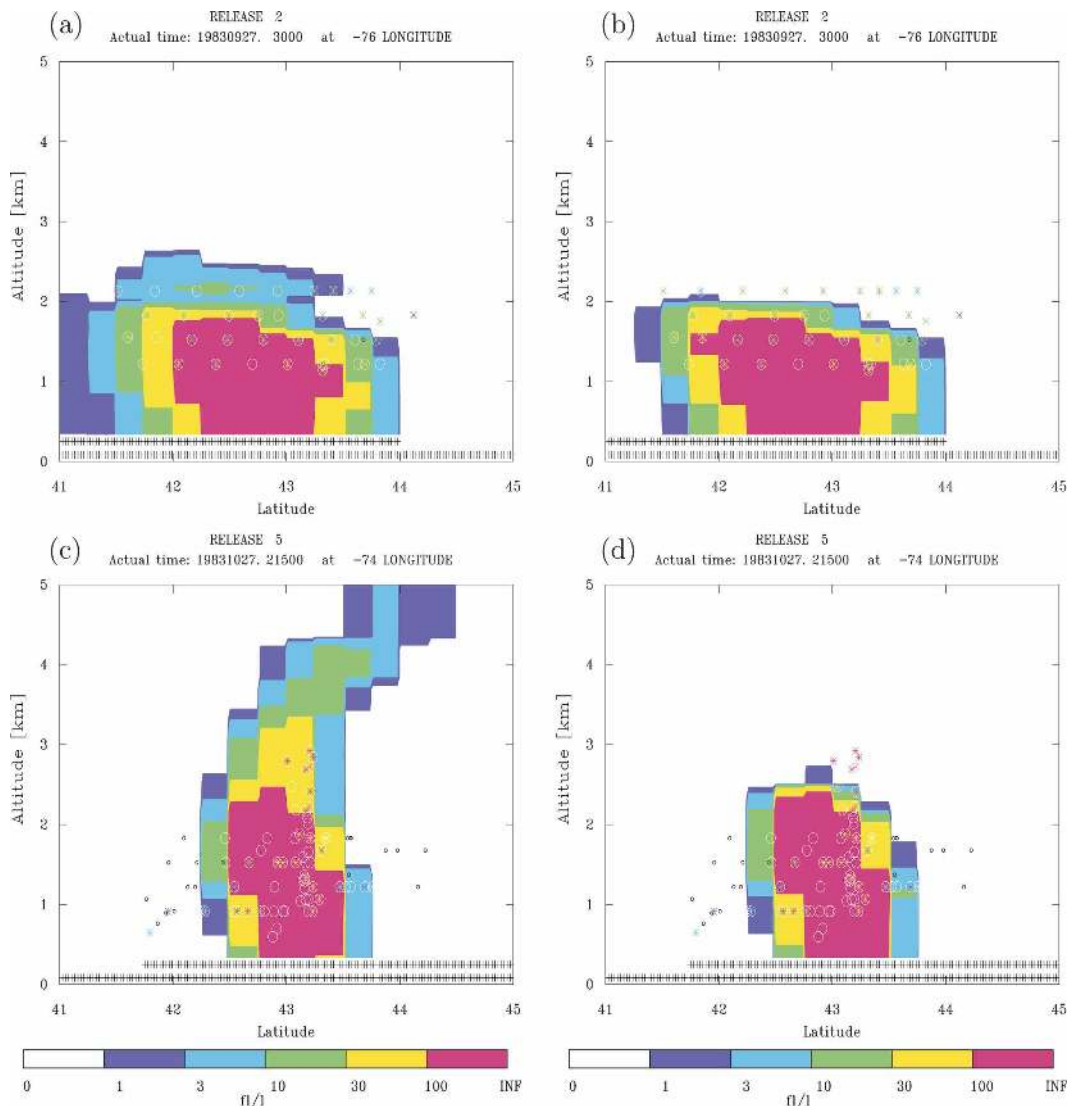 (a)
RELEASE 2
Actual time: 19830927. 3000 at -76 LONGITUDE
5
4
3
2
1
0
Altitude [km]
41 42 43 44 45
Latitude
(b)
RELEASE 2
Actual time: 19830927. 3000 at -76 LONGITUDE
5
4
3
2
1
0
Altitude [km]
41 42 43 44 45
Latitude
(c)
RELEASE 5
Actual time: 19831027. 21500 at -74 LONGITUDE
5
4
3
2
1
0
Altitude [km]
41 42 43 44 45
Latitude
(d)
RELEASE 5
Actual time: 19831027. 21500 at -74 LONGITUDE
5
4
3
2
1
0
Altitude [km]
41 42 43 44 45
Latitude
0 1 3 10 30 100 INF
fl/l
0 1 3 10 30 100 INF
fl/l